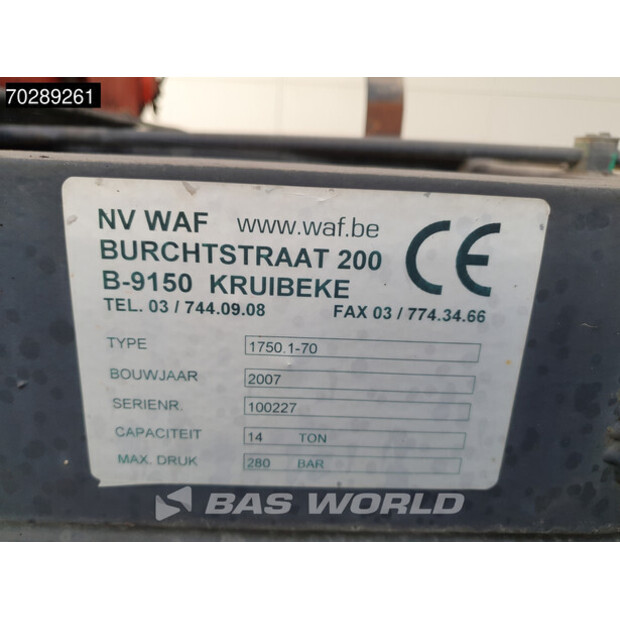 70289261
NV WAF www.waf.be
BURCHTSTRAAT 200
B-9150 KRUIBEKE
TEL. 03 / 744.09.08 FAX 03 / 774.34.66
CE
TYPE 1750.1-70
BOUWJAAR 2007
SERIENR. 100227
CAPACITEIT 14 TON
MAX. DRUK 280 BAR
BAS WORLD